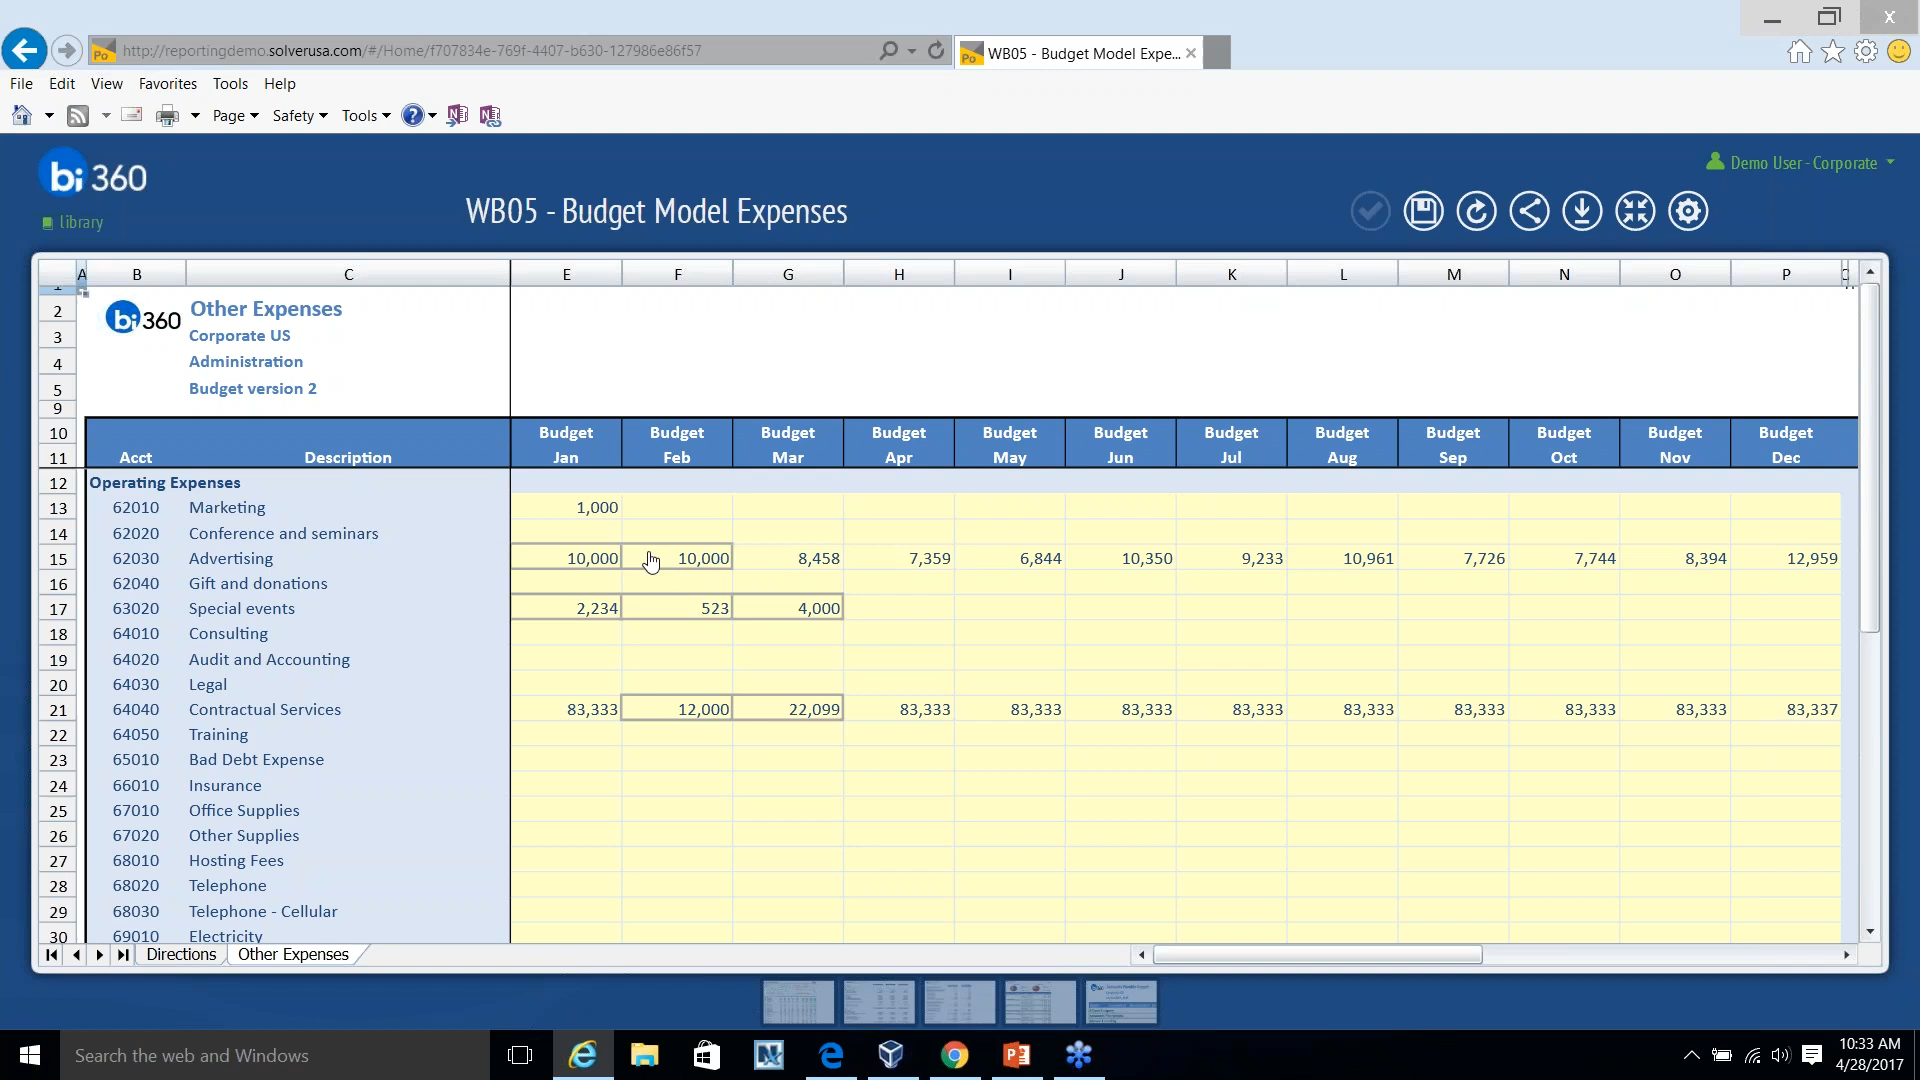 http://reportingdemo.solverusa.com/#/Home/f707834e-769f-4407-b630-127986e86f57
WB05 - Budget Model Expe...
File Edit View Favorites Tools Help
Page Safety Tools
bi 360
Demo User - Corporate
library
WB05 - Budget Model Expenses
A B C E F G H I J K L M N O P
2 bi360 Other Expenses
3 Corporate US
4 Administration
5 Budget version 2
9
10 Budget Budget Budget Budget Budget Budget Budget Budget Budget Budget Budget Budget
11 Acct Description Jan Feb Mar Apr May Jun Jul Aug Sep Oct Nov Dec
12 Operating Expenses
13 62010 Marketing 1,000
14 62020 Conference and seminars
15 62030 Advertising 10,000 10,000 8,458 7,359 6,844 10,350 9,233 10,961 7,726 7,744 8,394 12,959
16 62040 Gift and donations
17 63020 Special events 2,234 523 4,000
18 64010 Consulting
19 64020 Audit and Accounting
20 64030 Legal
21 64040 Contractual Services 83,333 12,000 22,099 83,333 83,333 83,333 83,333 83,333 83,333 83,333 83,333 83,337
22 64050 Training
23 65010 Bad Debt Expense
24 66010 Insurance
25 67010 Office Supplies
26 67020 Other Supplies
27 68010 Hosting Fees
28 68020 Telephone
29 68030 Telephone - Cellular
30 69010 Electricity
Directions Other Expenses
Search the web and Windows
10:33 AM
4/28/2017